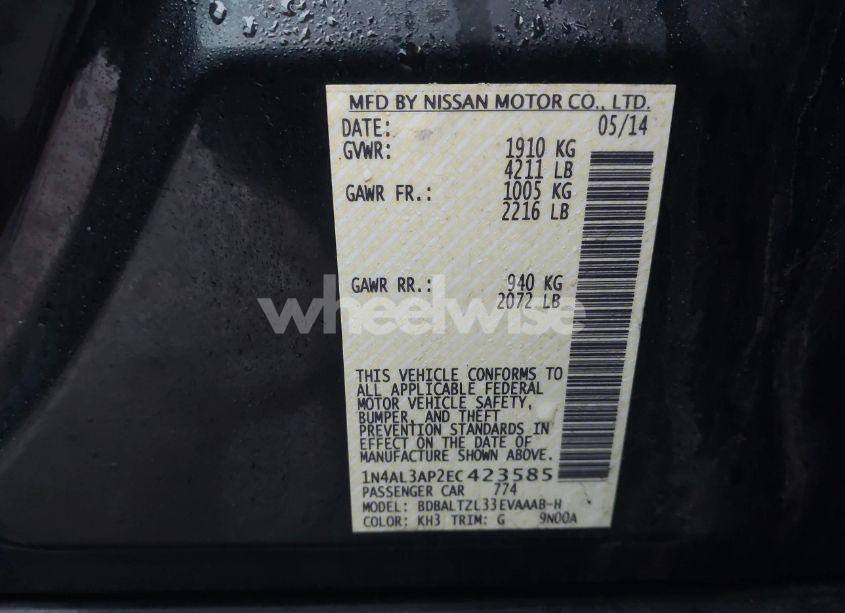 MFD BY NISSAN MOTOR CO., LTD.
DATE: 05/14
GVWR: 1910 KG
4211 LB
GAWR FR.: 1005 KG
2216 LB
GAWR RR.: 940 KG
2072 LB
wheelwise
THIS VEHICLE CONFORMS TO
ALL APPLICABLE FEDERAL
MOTOR VEHICLE SAFETY,
BUMPER, AND THEFT
PREVENTION STANDARDS IN
EFFECT ON THE DATE OF
MANUFACTURE SHOWN ABOVE.
1N4AL3AP2EC423585
PASSENGER CAR 774
MODEL: BDBALTZL33EVAAAB-H
COLOR: KH3 TRIM: G 9N00A